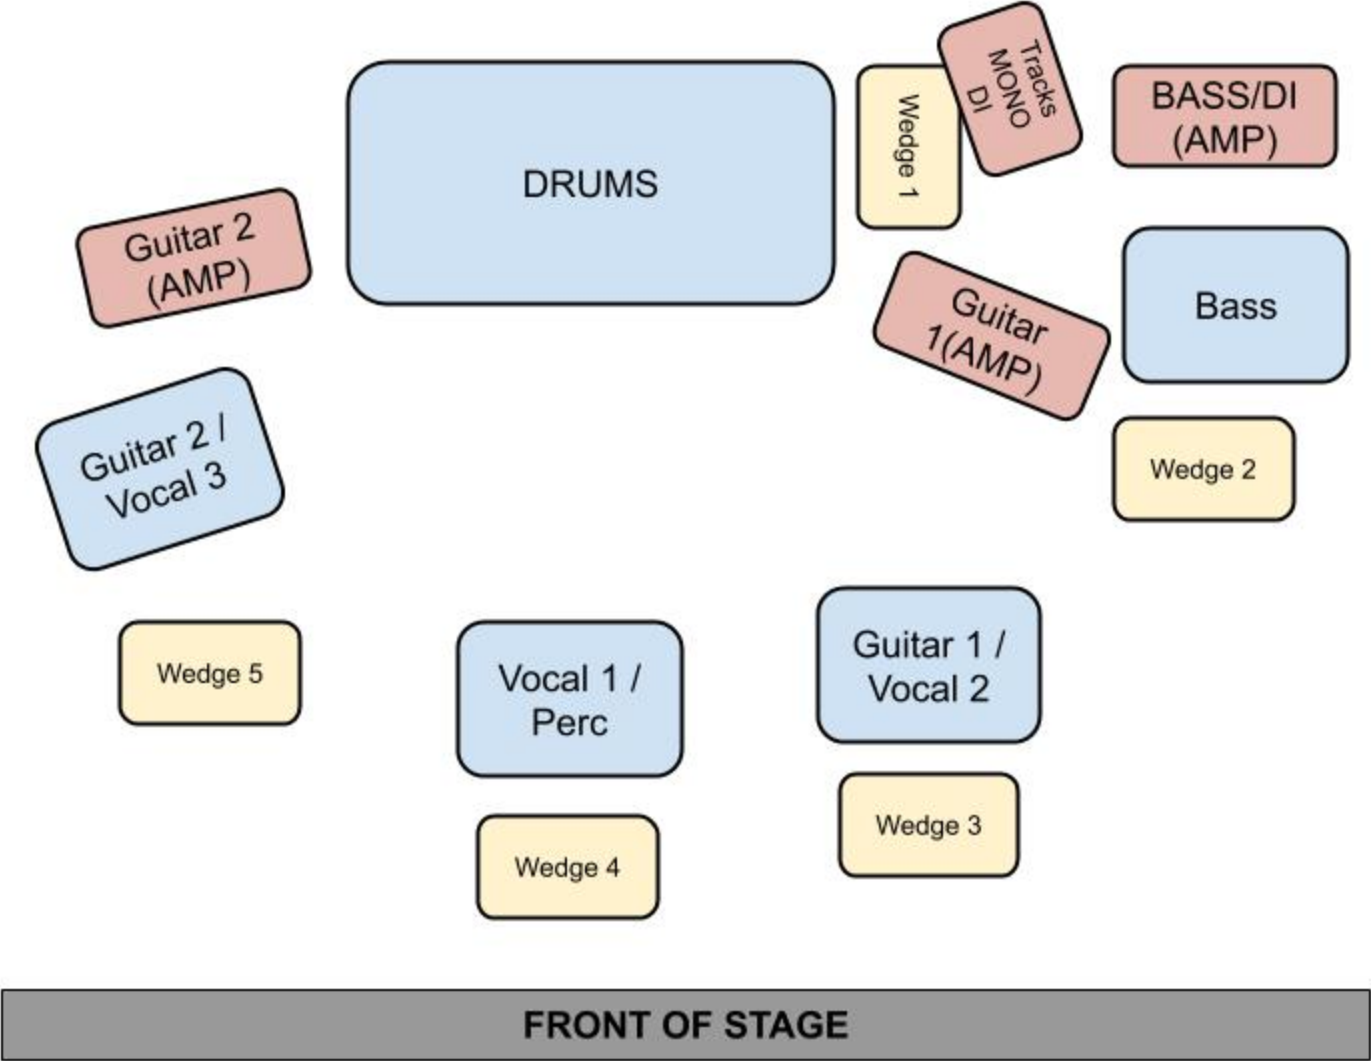 Tracks
MONO
DI
Wedge 1
BASS/DI
(AMP)
DRUMS
Guitar 2
(AMP)
Guitar
1(AMP)
Bass
Guitar 2 /
Vocal 3
Wedge 2
Wedge 5
Vocal 1 /
Perc
Guitar 1 /
Vocal 2
Wedge 4
Wedge 3
FRONT OF STAGE